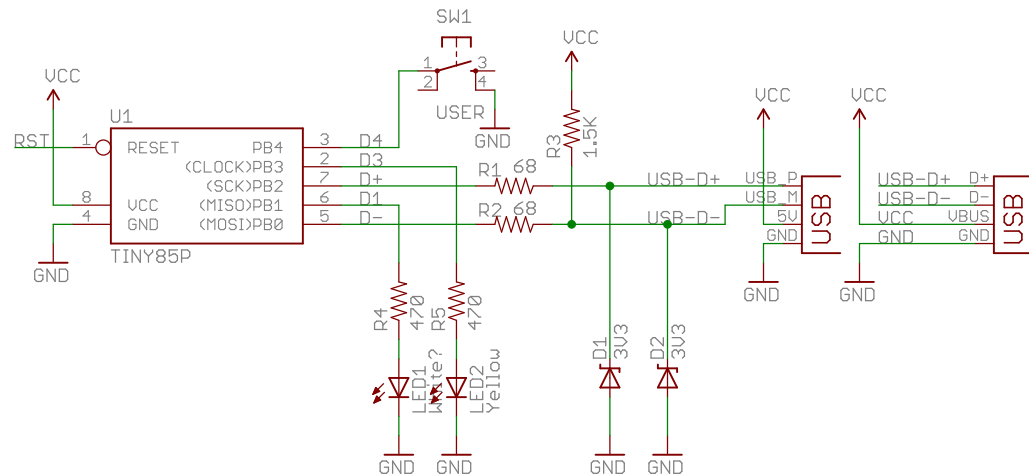 SW1
VCC
1
3
2
4
USER
GND
VCC
R3
1.5K
VCC
VCC
VCC
U1
RST
1
RESET
PB4
3
D4
(CLOCK)PB3
2
D3
(SCK)PB2
7
D+
8
VCC
(MISO)PB1
6
D1
4
GND
(MOSI)PB0
5
D-
TINY85P
GND
R1 68
R2 68
USB-D+
USB_P
USB_M
USB-D-
5V
GND
USB
GND
USB-D+
D+
USB-D-
D-
VCC
VBUS
GND
GND
USB
GND
R4
470
R5
470
LED1
White?
LED2
Yellow
D1
3V3
D2
3V3
GND
GND
GND
GND